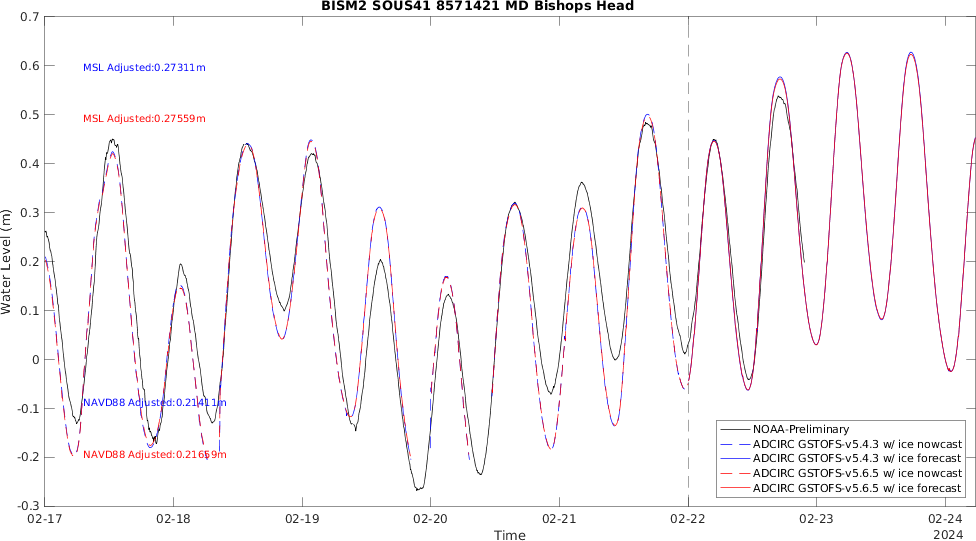 BISM2 SOUS41 8571421 MD Bishops Head
0.7
0.6
0.5
0.4
0.3
0.2
0.1
0
-0.1
-0.2
-0.3
Water Level (m)
MSL Adjusted:0.27311m
MSL Adjusted:0.27559m
NAVD88 Adjusted:0.21411m
NAVD88 Adjusted:0.21659m
NOAA-Preliminary
ADCIRC GSTOFS-v5.4.3 w/ ice nowcast
ADCIRC GSTOFS-v5.4.3 w/ ice forecast
ADCIRC GSTOFS-v5.6.5 w/ ice nowcast
ADCIRC GSTOFS-v5.6.5 w/ ice forecast
02-17 02-18 02-19 02-20 02-21 02-22 02-23 02-24
Time
2024